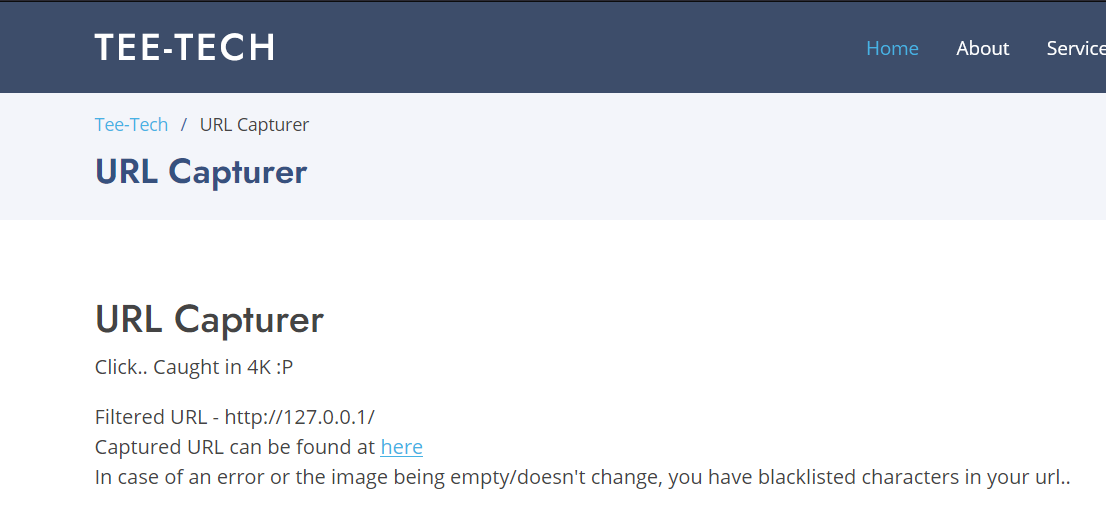 TEE-TECH
Home About Service
Tee-Tech / URL Capturer
URL Capturer
URL Capturer
Click.. Caught in 4K :P
Filtered URL - http://127.0.0.1/
Captured URL can be found at here
In case of an error or the image being empty/doesn't change, you have blacklisted characters in your url..